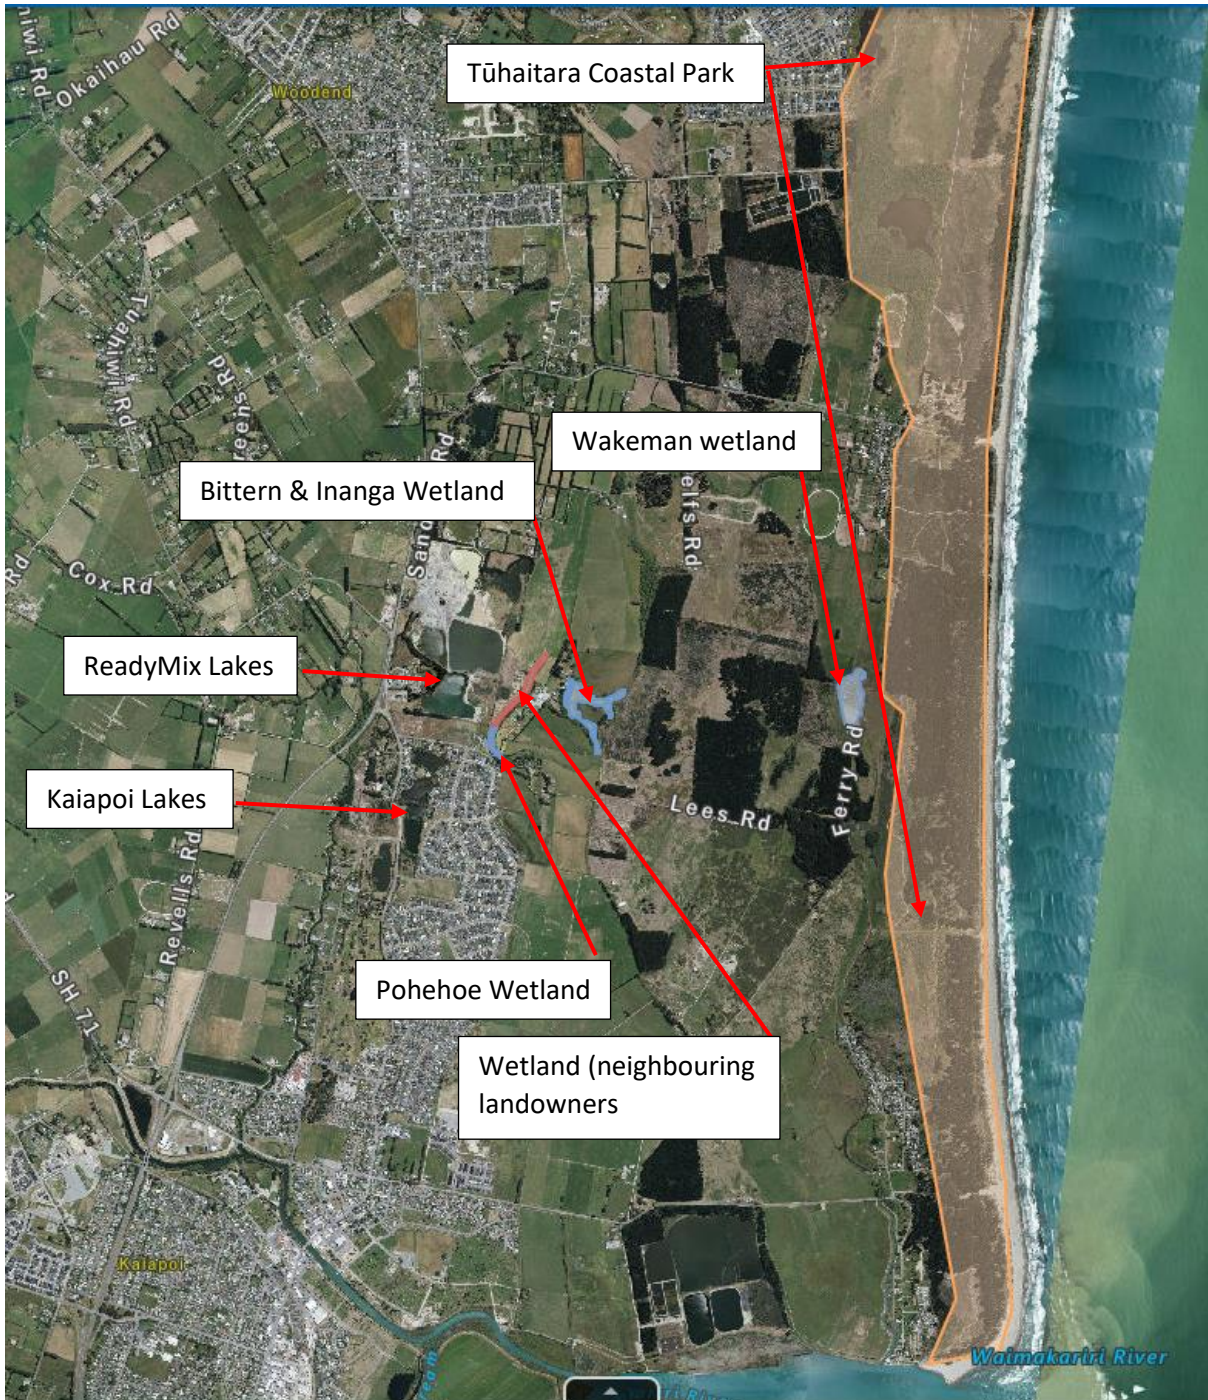 Okaihau Rd
Woodend
Tūhaitara Coastal Park
Tuahiwi Rd
Wakeman wetland
Bittern & Inanga Wetland
Cox Rd
Rd
ReadyMix Lakes
Kaiapoi Lakes
Lees Rd
Ferry Rd
Revells Rd
SH 71
Pohehoe Wetland
Wetland (neighbouring
landowners
Kaiapoi
Waimakariri River